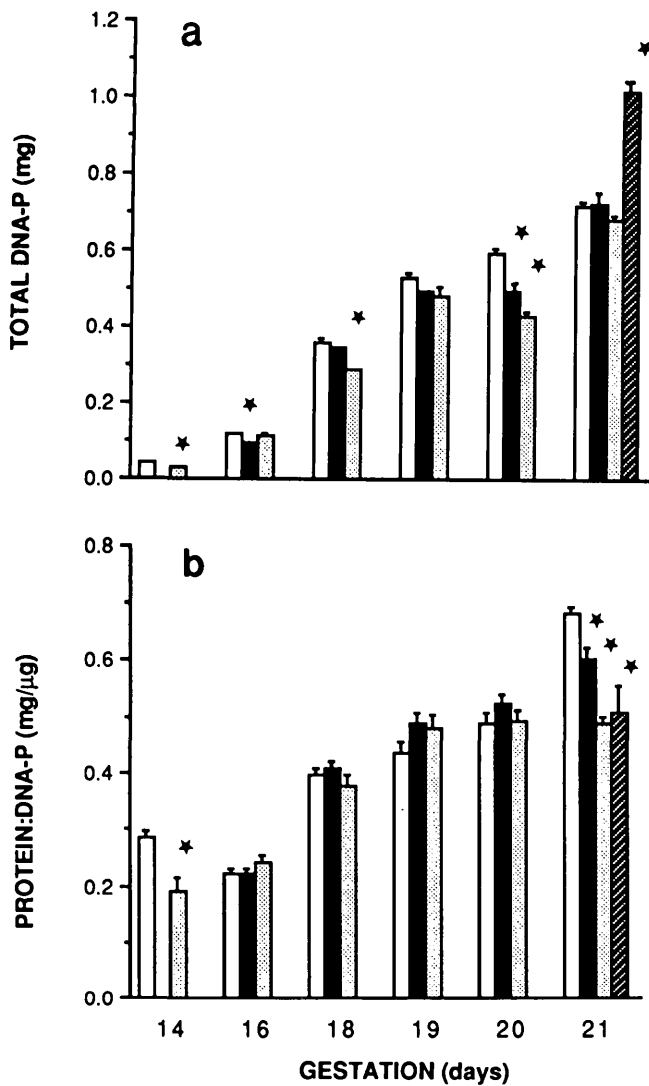 a
TOTAL DNA-P (mg)
1.2
1.0
0.8
0.6
0.4
0.2
0.0
b
PROTEIN:DNA-P (mg/µg)
0.8
0.6
0.4
0.2
0.0
14 16 18 19 20 21
GESTATION (days)